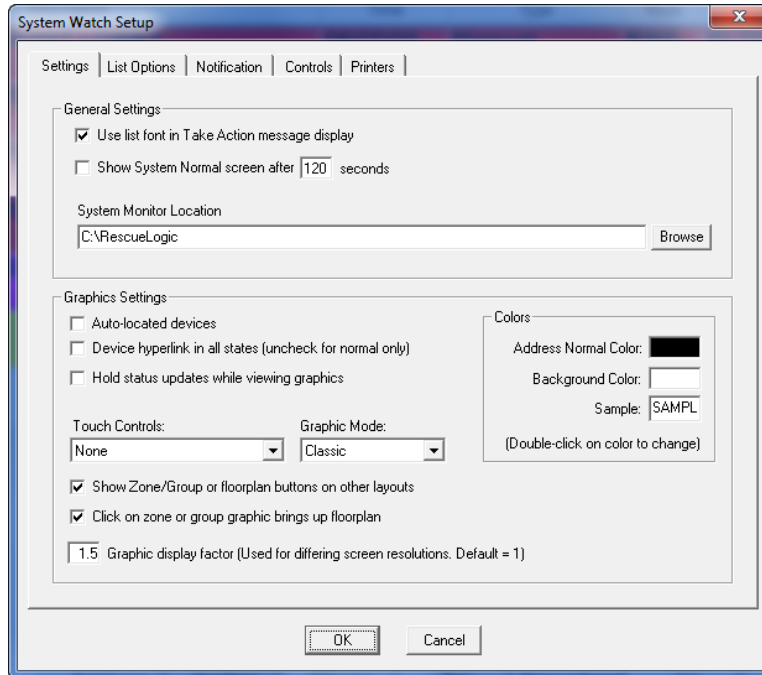 System Watch Setup
Settings List Options Notification Controls Printers
General Settings
Use list font in Take Action message display
Show System Normal screen after 120 seconds
System Monitor Location
C:\RescueLogic Browse
Graphics Settings
Auto-located devices
Device hyperlink in all states (uncheck for normal only)
Hold status updates while viewing graphics
Colors
Address Normal Color:
Background Color:
Sample: SAMPL
(Double-click on color to change)
Touch Controls: Graphic Mode:
None Classic
Show Zone/Group or floorplan buttons on other layouts
Click on zone or group graphic brings up floorplan
1.5 Graphic display factor (Used for differing screen resolutions. Default = 1)
OK Cancel